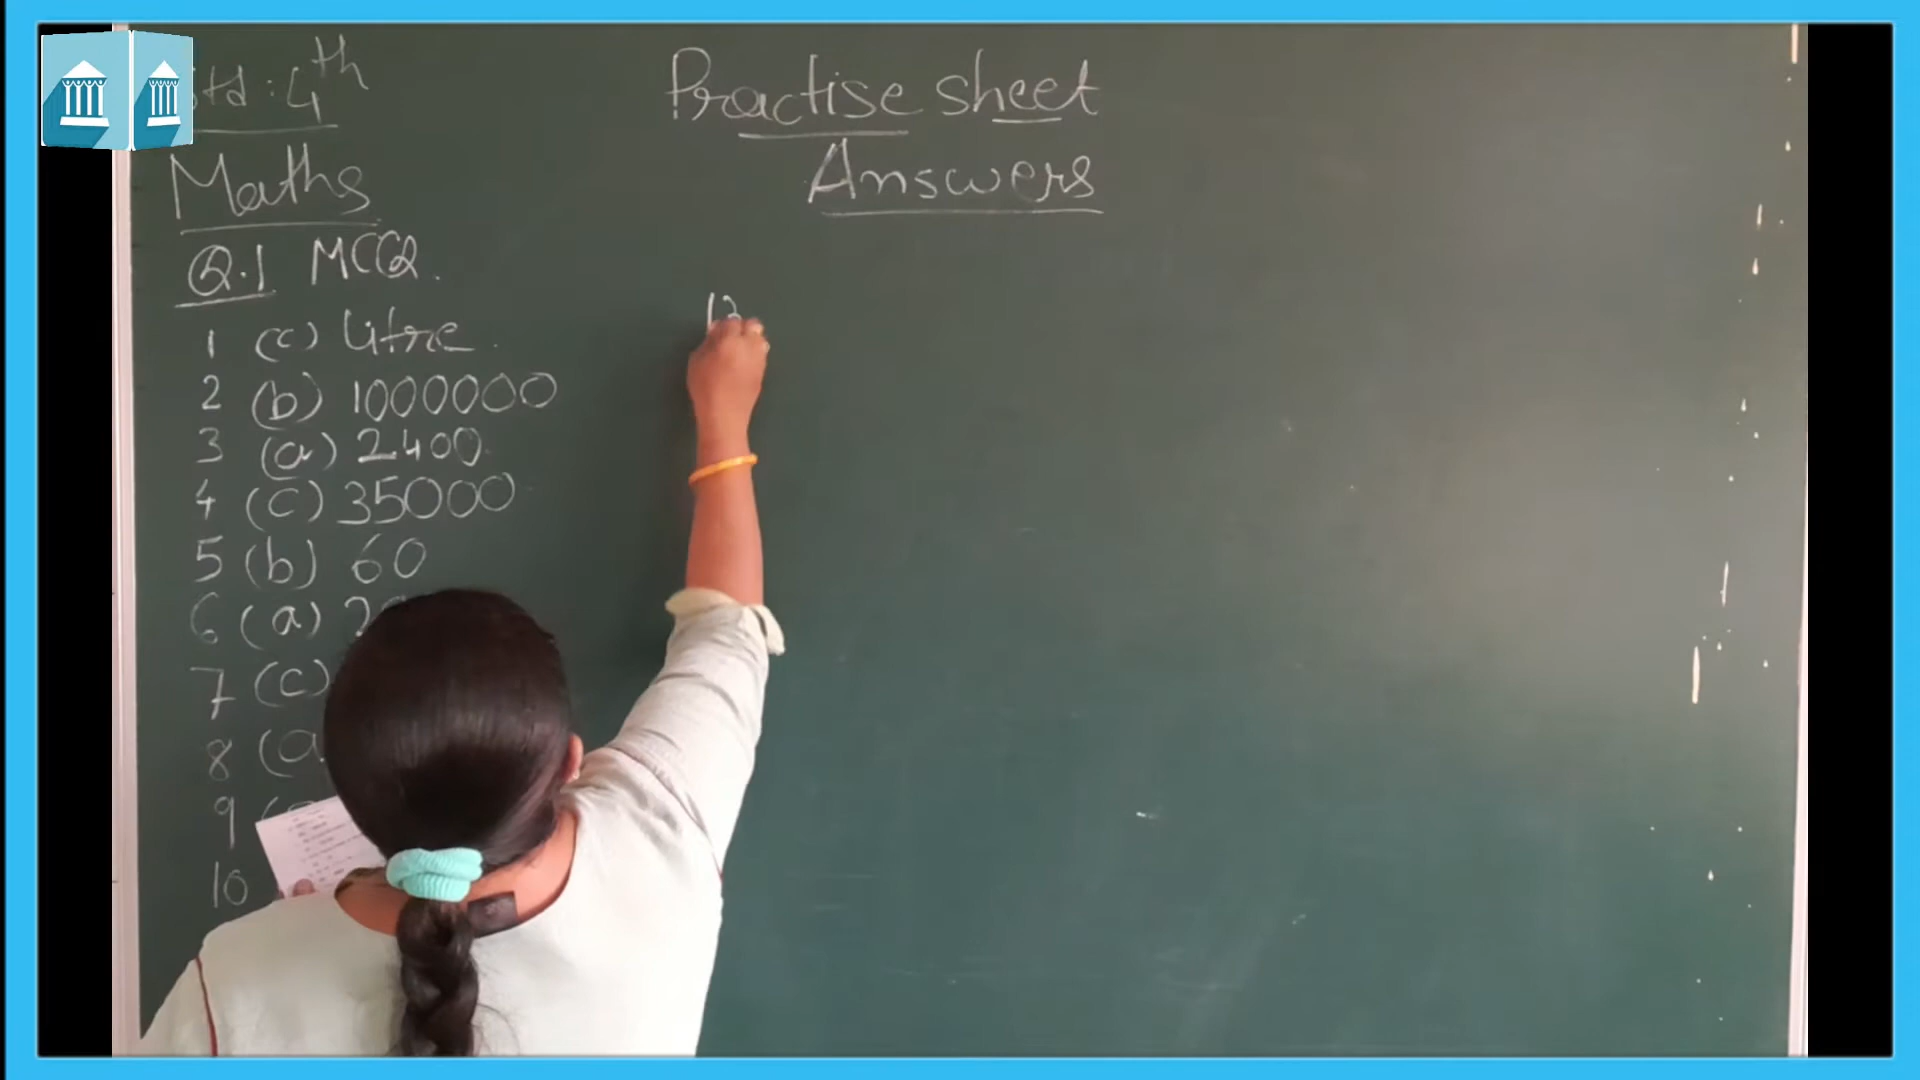 Std : 4th
Practise sheet
Answers
Maths
Q.1 MCQ.
1 (c) litre.
2 (b) 1000000
3 (a) 2400
4 (c) 35000
5 (b) 60
6 (a)
7 (c)
8 (a
9
10